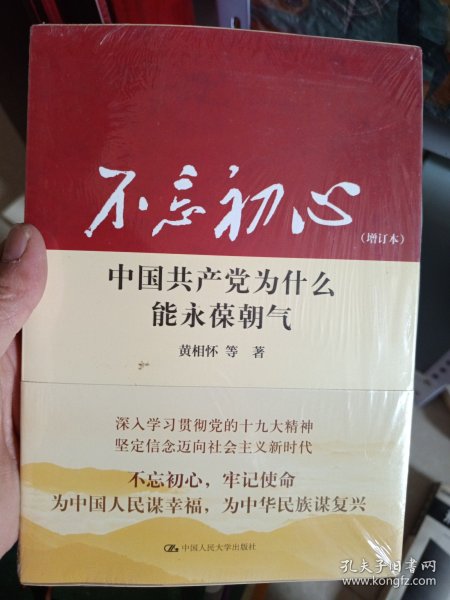 不忘初心
（增订本）
中国共产党为什么
能永葆朝气
黄相怀 等 著
深入学习贯彻党的十九大精神
坚定信念迈向社会主义新时代
不忘初心，牢记使命
为中国人民谋幸福，为中华民族谋复兴
中国人民大学出版社
孔夫子旧书网
www.kongfz.com